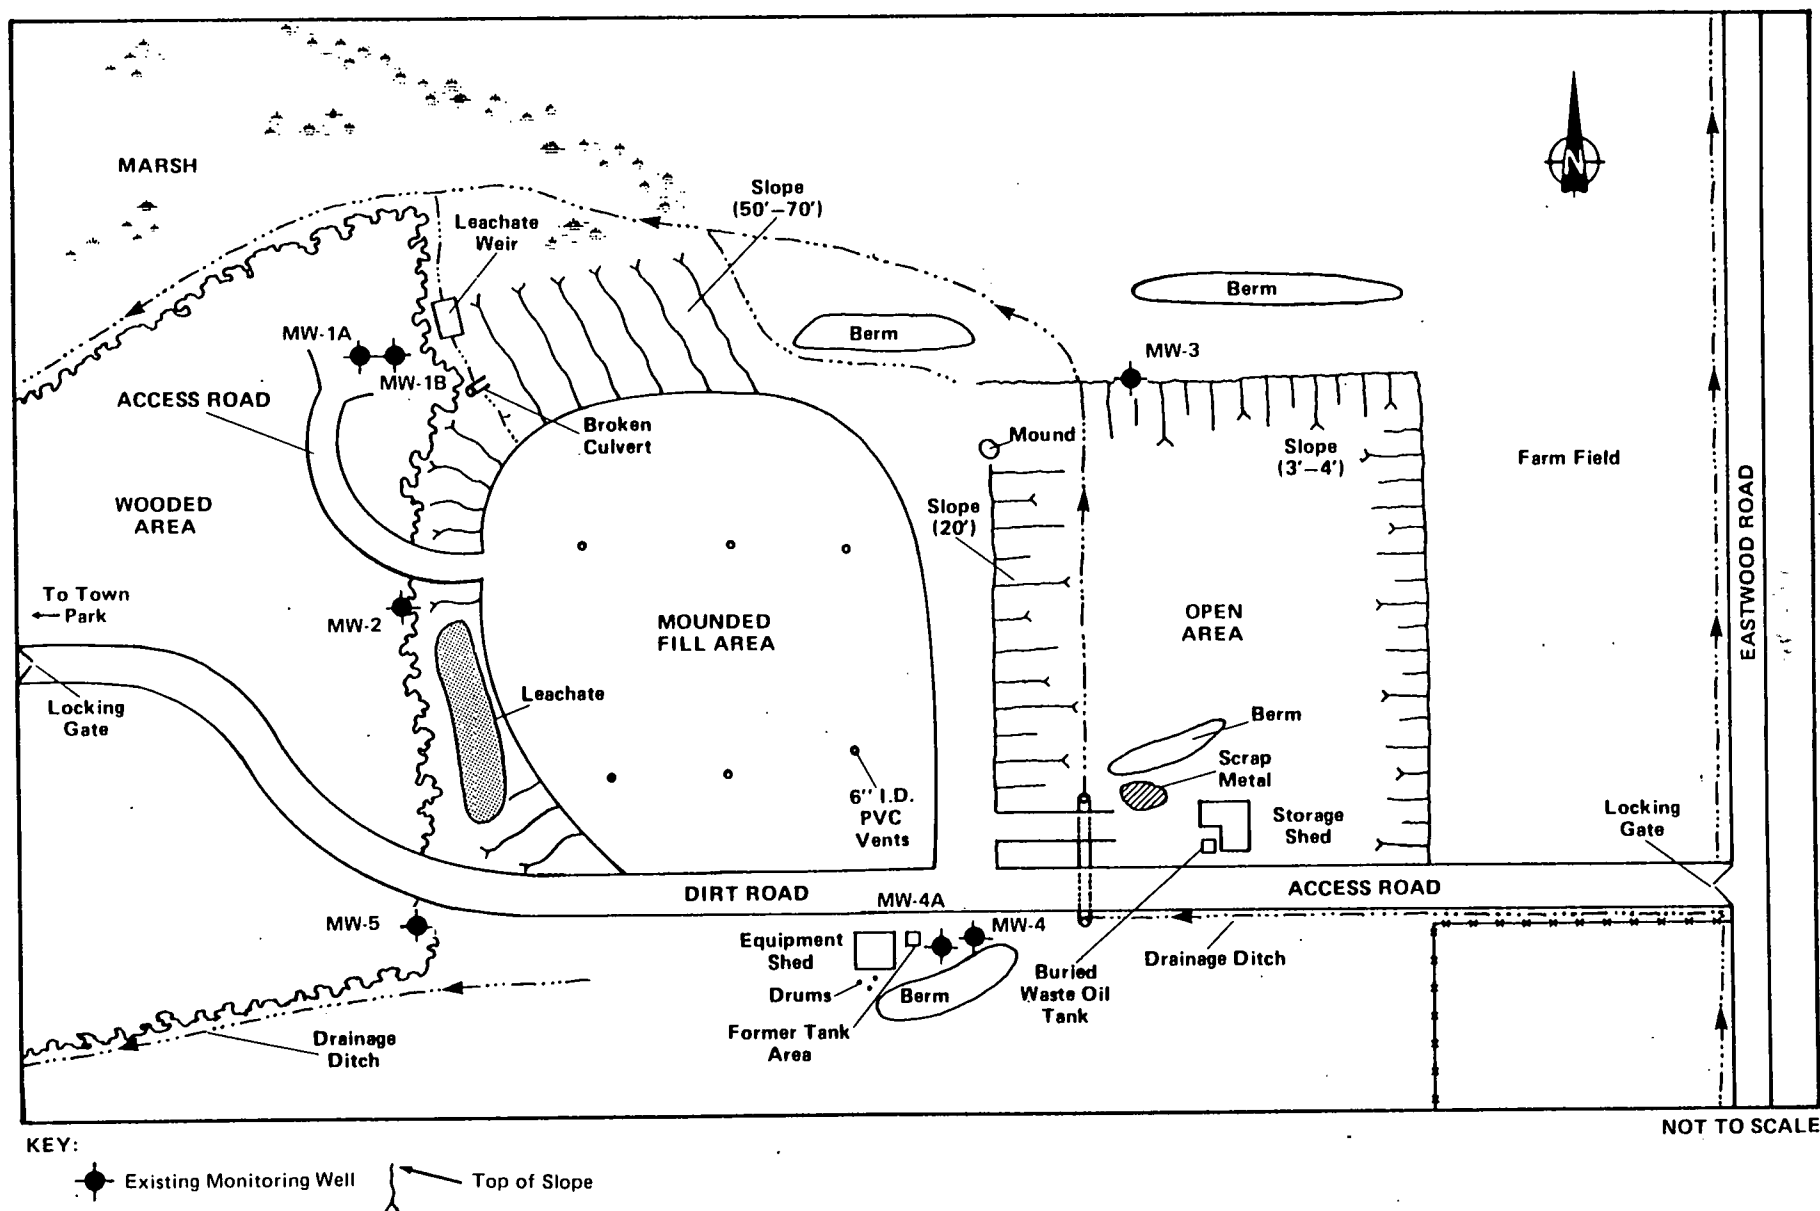 MARSH
Slope
(50'–70')
Leachate
Weir
N
Berm
Berm
MW-1A
MW-1B
MW-3
ACCESS ROAD
Broken
Culvert
Mound
Slope
(3'–4')
Farm Field
WOODED
AREA
Slope
(20')
EASTWOOD ROAD
To Town
Park
MW-2
MOUNDED
FILL AREA
OPEN
AREA
Locking
Gate
Leachate
Berm
Scrap
Metal
6" I.D.
PVC
Vents
Storage
Shed
Locking
Gate
DIRT ROAD
MW-4A
ACCESS ROAD
MW-5
MW-4
Equipment
Shed
Drainage Ditch
Drums
Berm
Buried
Waste Oil
Tank
Former Tank
Area
Drainage
Ditch
NOT TO SCALE
KEY:
Existing Monitoring Well
Top of Slope